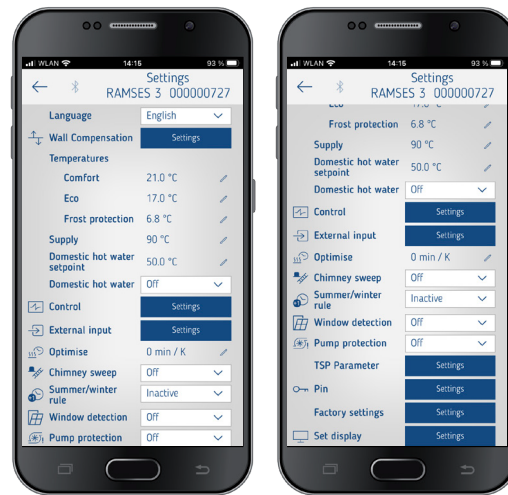 WLAN 14:15 93 %
Settings
RAMSES 3 000000727
Language English
Wall Compensation Settings
Temperatures
Comfort 21.0 °C
Eco 17.0 °C
Frost protection 6.8 °C
Supply 90 °C
Domestic hot water
setpoint 50.0 °C
Domestic hot water Off
Control Settings
External input Settings
Optimise 0 min / K
Chimney sweep Off
Summer/winter
rule Inactive
Window detection Off
Pump protection Off
WLAN 14:15 93 %
Settings
RAMSES 3 000000727
Eco 17.0 °C
Frost protection 6.8 °C
Supply 90 °C
Domestic hot water
setpoint 50.0 °C
Domestic hot water Off
Control Settings
External input Settings
Optimise 0 min / K
Chimney sweep Off
Summer/winter
rule Inactive
Window detection Off
Pump protection Off
TSP Parameter Settings
Pin Settings
Factory settings Settings
Set display Settings